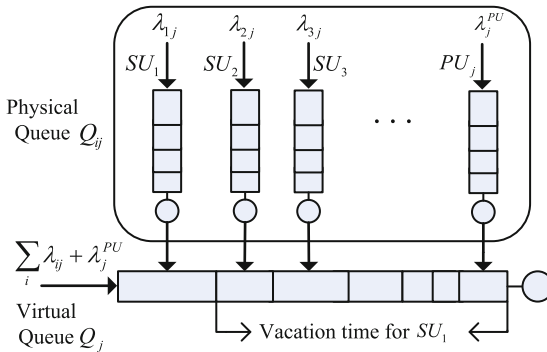 λ₁ⱼ λ₂ⱼ λ₃ⱼ λⱼᴾᵁ
SU₁ SU₂ SU₃ PUⱼ
Physical
Queue Qᵢⱼ
· · ·
∑ᵢ λᵢⱼ + λⱼᴾᵁ
Virtual
Queue Qⱼ
Vacation time for SU₁